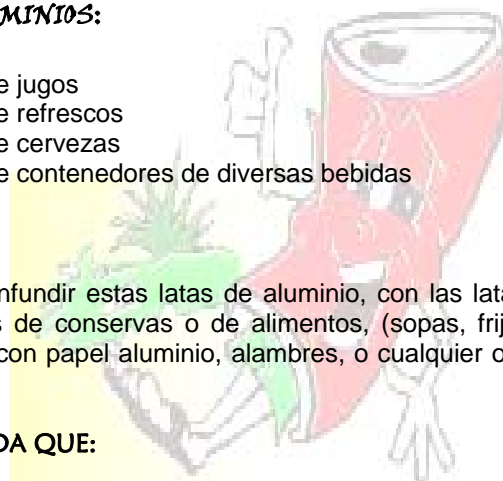 MINIOS:
e jugos
e refrescos
e cervezas
e contenedores de diversas bebidas
nfundir estas latas de aluminio, con las lata
s de conservas o de alimentos, (sopas, frij
con papel aluminio, alambres, o cualquier o
DA QUE: